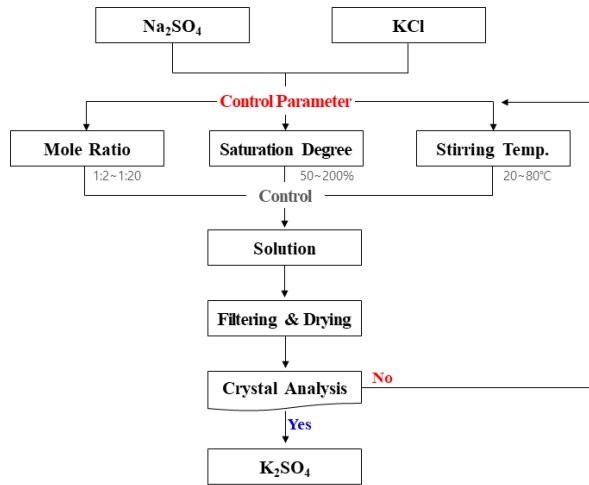 Na₂SO₄
KCl
Control Parameter
Mole Ratio
Saturation Degree
Stirring Temp.
1:2~1:20
50~200%
20~80℃
Control
Solution
Filtering & Drying
Crystal Analysis
No
Yes
K₂SO₄